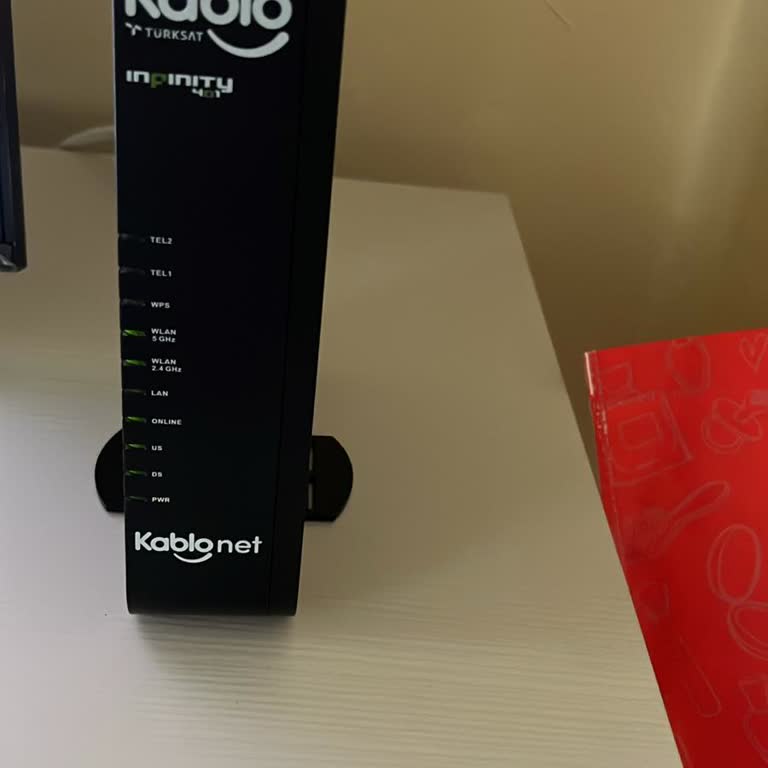 Kablo
TÜRKSAT
INFINITY
401
TEL2
TEL1
WPS
WLAN
5 GHz
WLAN
2.4 GHz
LAN
ONLINE
US
DS
PWR
Kablonet